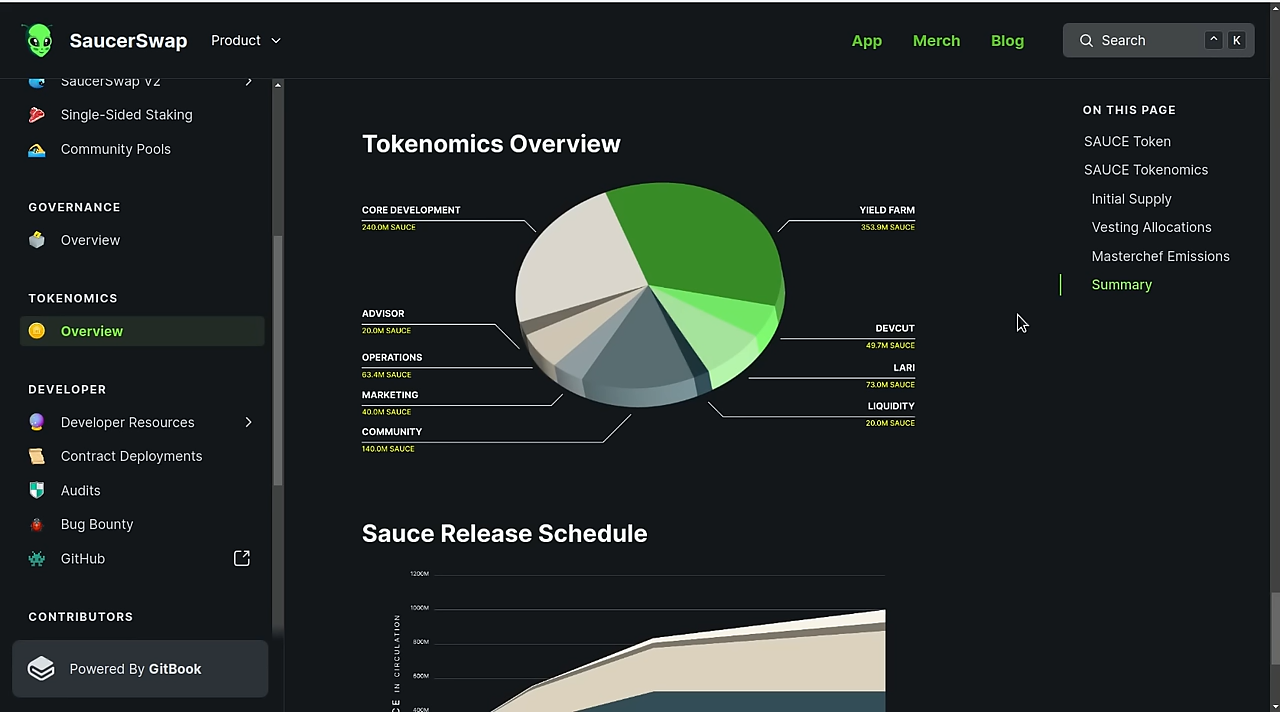 SaucerSwap
Product
App
Merch
Blog
Search
^
K
SaucerSwap V2
Single-Sided Staking
Community Pools
GOVERNANCE
Overview
TOKENOMICS
Overview
DEVELOPER
Developer Resources
Contract Deployments
Audits
Bug Bounty
GitHub
CONTRIBUTORS
Powered By GitBook
Tokenomics Overview
CORE DEVELOPMENT
240.0M SAUCE
ADVISOR
20.0M SAUCE
OPERATIONS
63.4M SAUCE
MARKETING
40.0M SAUCE
COMMUNITY
140.0M SAUCE
YIELD FARM
353.9M SAUCE
DEVCUT
49.7M SAUCE
LARI
73.0M SAUCE
LIQUIDITY
20.0M SAUCE
Sauce Release Schedule
1200M
1000M
800M
600M
400M
CE IN CIRCULATION
ON THIS PAGE
SAUCE Token
SAUCE Tokenomics
Initial Supply
Vesting Allocations
Masterchef Emissions
Summary